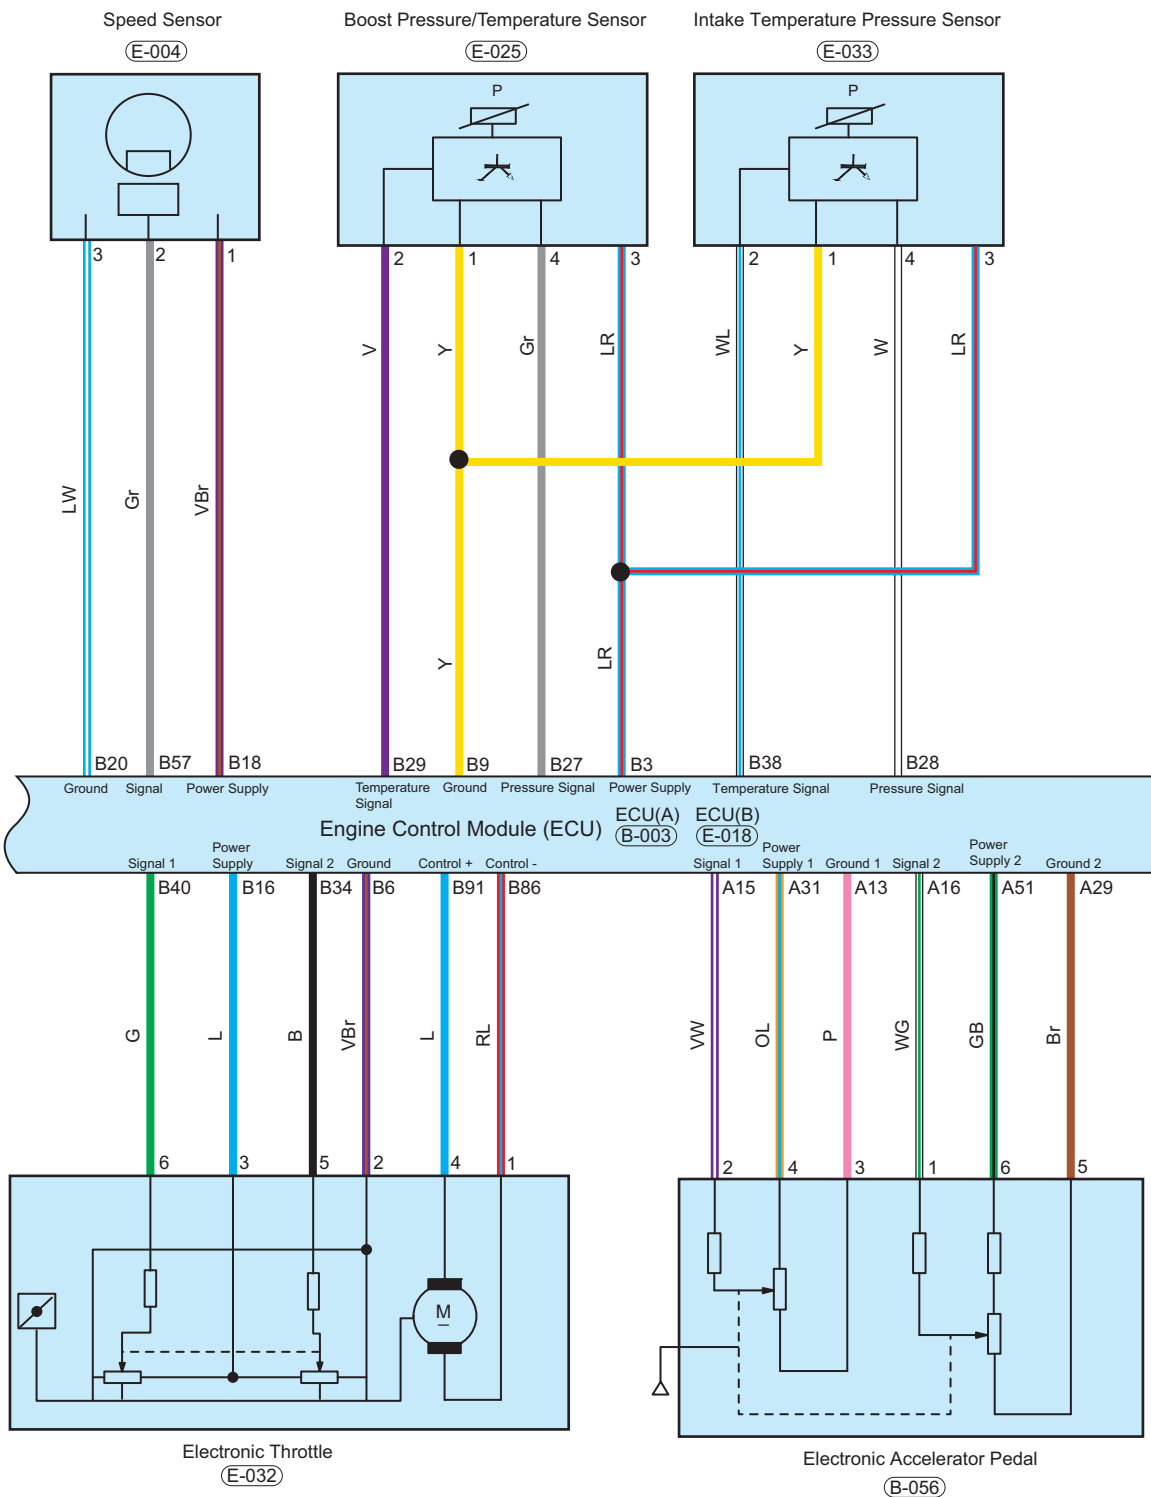 Speed Sensor
E-004
Boost Pressure/Temperature Sensor
E-025
Intake Temperature Pressure Sensor
E-033
P
P
3 2 1
2 1 4 3
2 1 4 3
V Y Gr LR
WL Y W LR
LW Gr VBr
Y LR
B20 B57 B18
B29 B9 B27 B3
B38 B28
Ground Signal Power Supply
Temperature Signal
Ground
Pressure Signal
Power Supply
Temperature Signal
Pressure Signal
Engine Control Module (ECU)
ECU(A)
B-003
ECU(B)
E-018
Signal 1
Power
Supply
Signal 2
Ground
Control +
Control -
Signal 1
Power
Supply 1
Ground 1
Signal 2
Power
Supply 2
Ground 2
B40 B16 B34 B6 B91 B86
A15 A31 A13 A16 A51 A29
G L B VBr L RL
VW OL P WG GB Br
6 3 5 2 4 1
2 4 3 1 6 5
M
Electronic Throttle
E-032
Electronic Accelerator Pedal
B-056